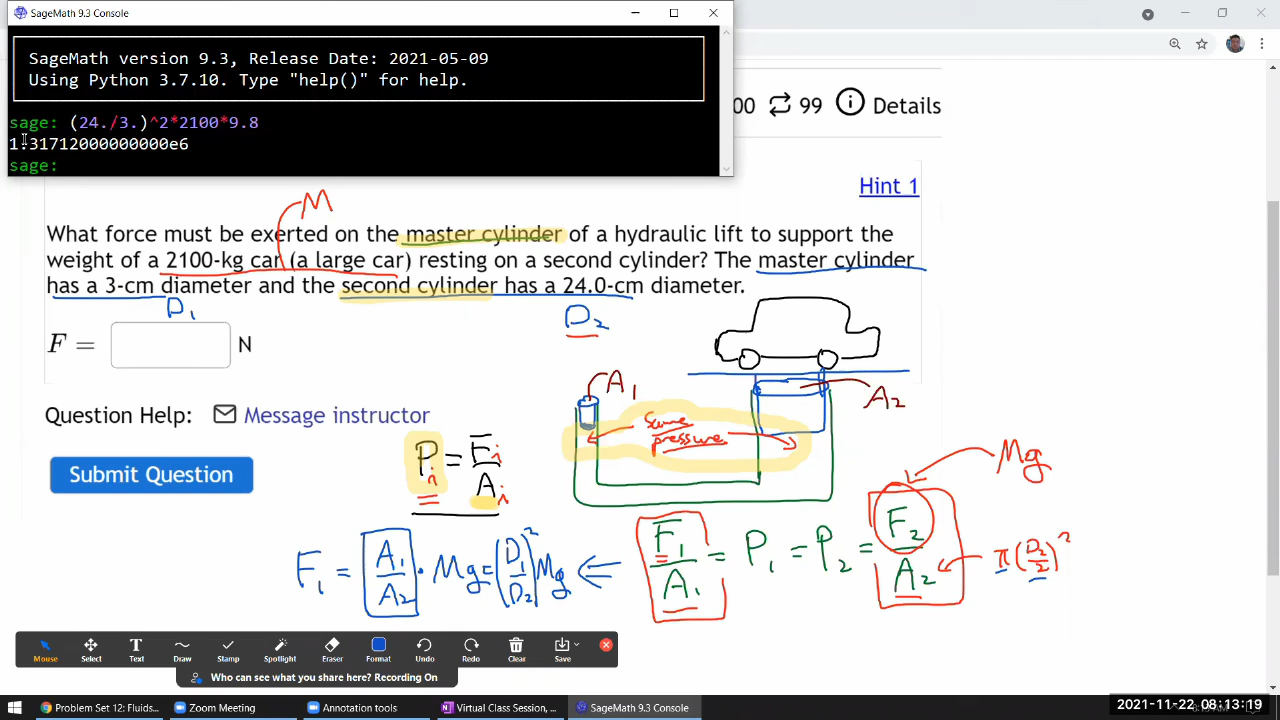 SageMath 9.3 Console
SageMath version 9.3, Release Date: 2021-05-09
Using Python 3.7.10. Type "help()" for help.
sage: (24./3.)^2*2100*9.8
1.31712000000000e6
sage:
00 99 Details
Hint 1
M
What force must be exerted on the master cylinder of a hydraulic lift to support the
weight of a 2100-kg car (a large car) resting on a second cylinder? The master cylinder
has a 3-cm diameter and the second cylinder has a 24.0-cm diameter.
D1
D2
F = N
A1
A2
Same
pressure
Question Help: Message instructor
Submit Question
Pi = Fi/Ai
Mg
F1 = A1/A2 · Mg = (D1/D2)^2 Mg ⇐ F1/A1 = P1 = P2 = F2/A2
π(D2/2)^2
Mouse Select Text Draw Stamp Spotlight Eraser Format Undo Redo Clear Save
Who can see what you share here? Recording On
Problem Set 12: Fluids... Zoom Meeting Annotation tools Virtual Class Session, ... SageMath 9.3 Console
2021-11-22 08:13:19